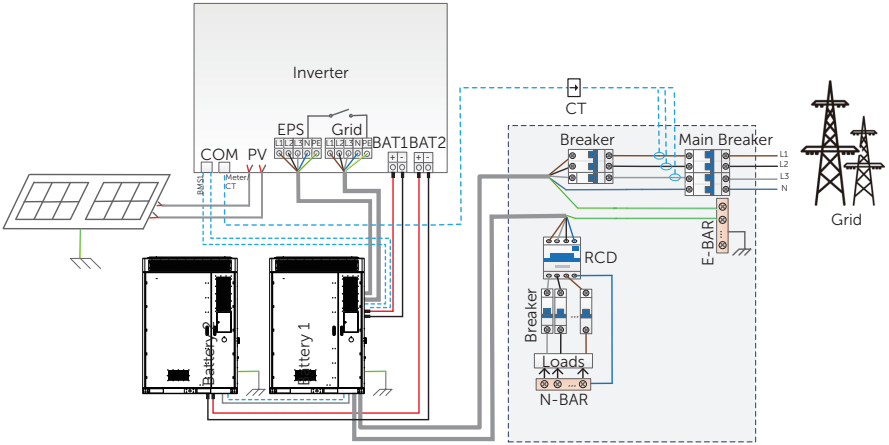 Inverter
EPS
Grid
L1 L2 L3 N PE
L1 L2 L3 N PE
BAT1 BAT2
+ - + -
COM
PV
BMS1
Meter/
CT
CT
Breaker
Main Breaker
L1
L2
L3
N
Grid
E-BAR
RCD
Breaker
Loads
N-BAR
Battery 2
Battery 1